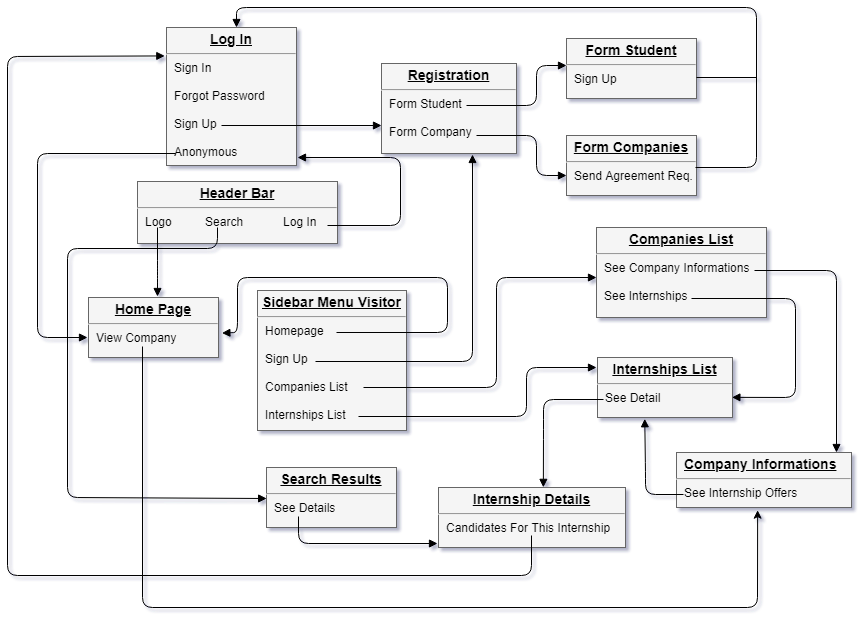 Log In
Sign In
Forgot Password
Sign Up
Anonymous
Registration
Form Student
Form Company
Form Student
Sign Up
Form Companies
Send Agreement Req.
Header Bar
Logo Search Log In
Home Page
View Company
Sidebar Menu Visitor
Homepage
Sign Up
Companies List
Internships List
Companies List
See Company Informations
See Internships
Internships List
See Detail
Company Informations
See Internship Offers
Search Results
See Details
Internship Details
Candidates For This Internship